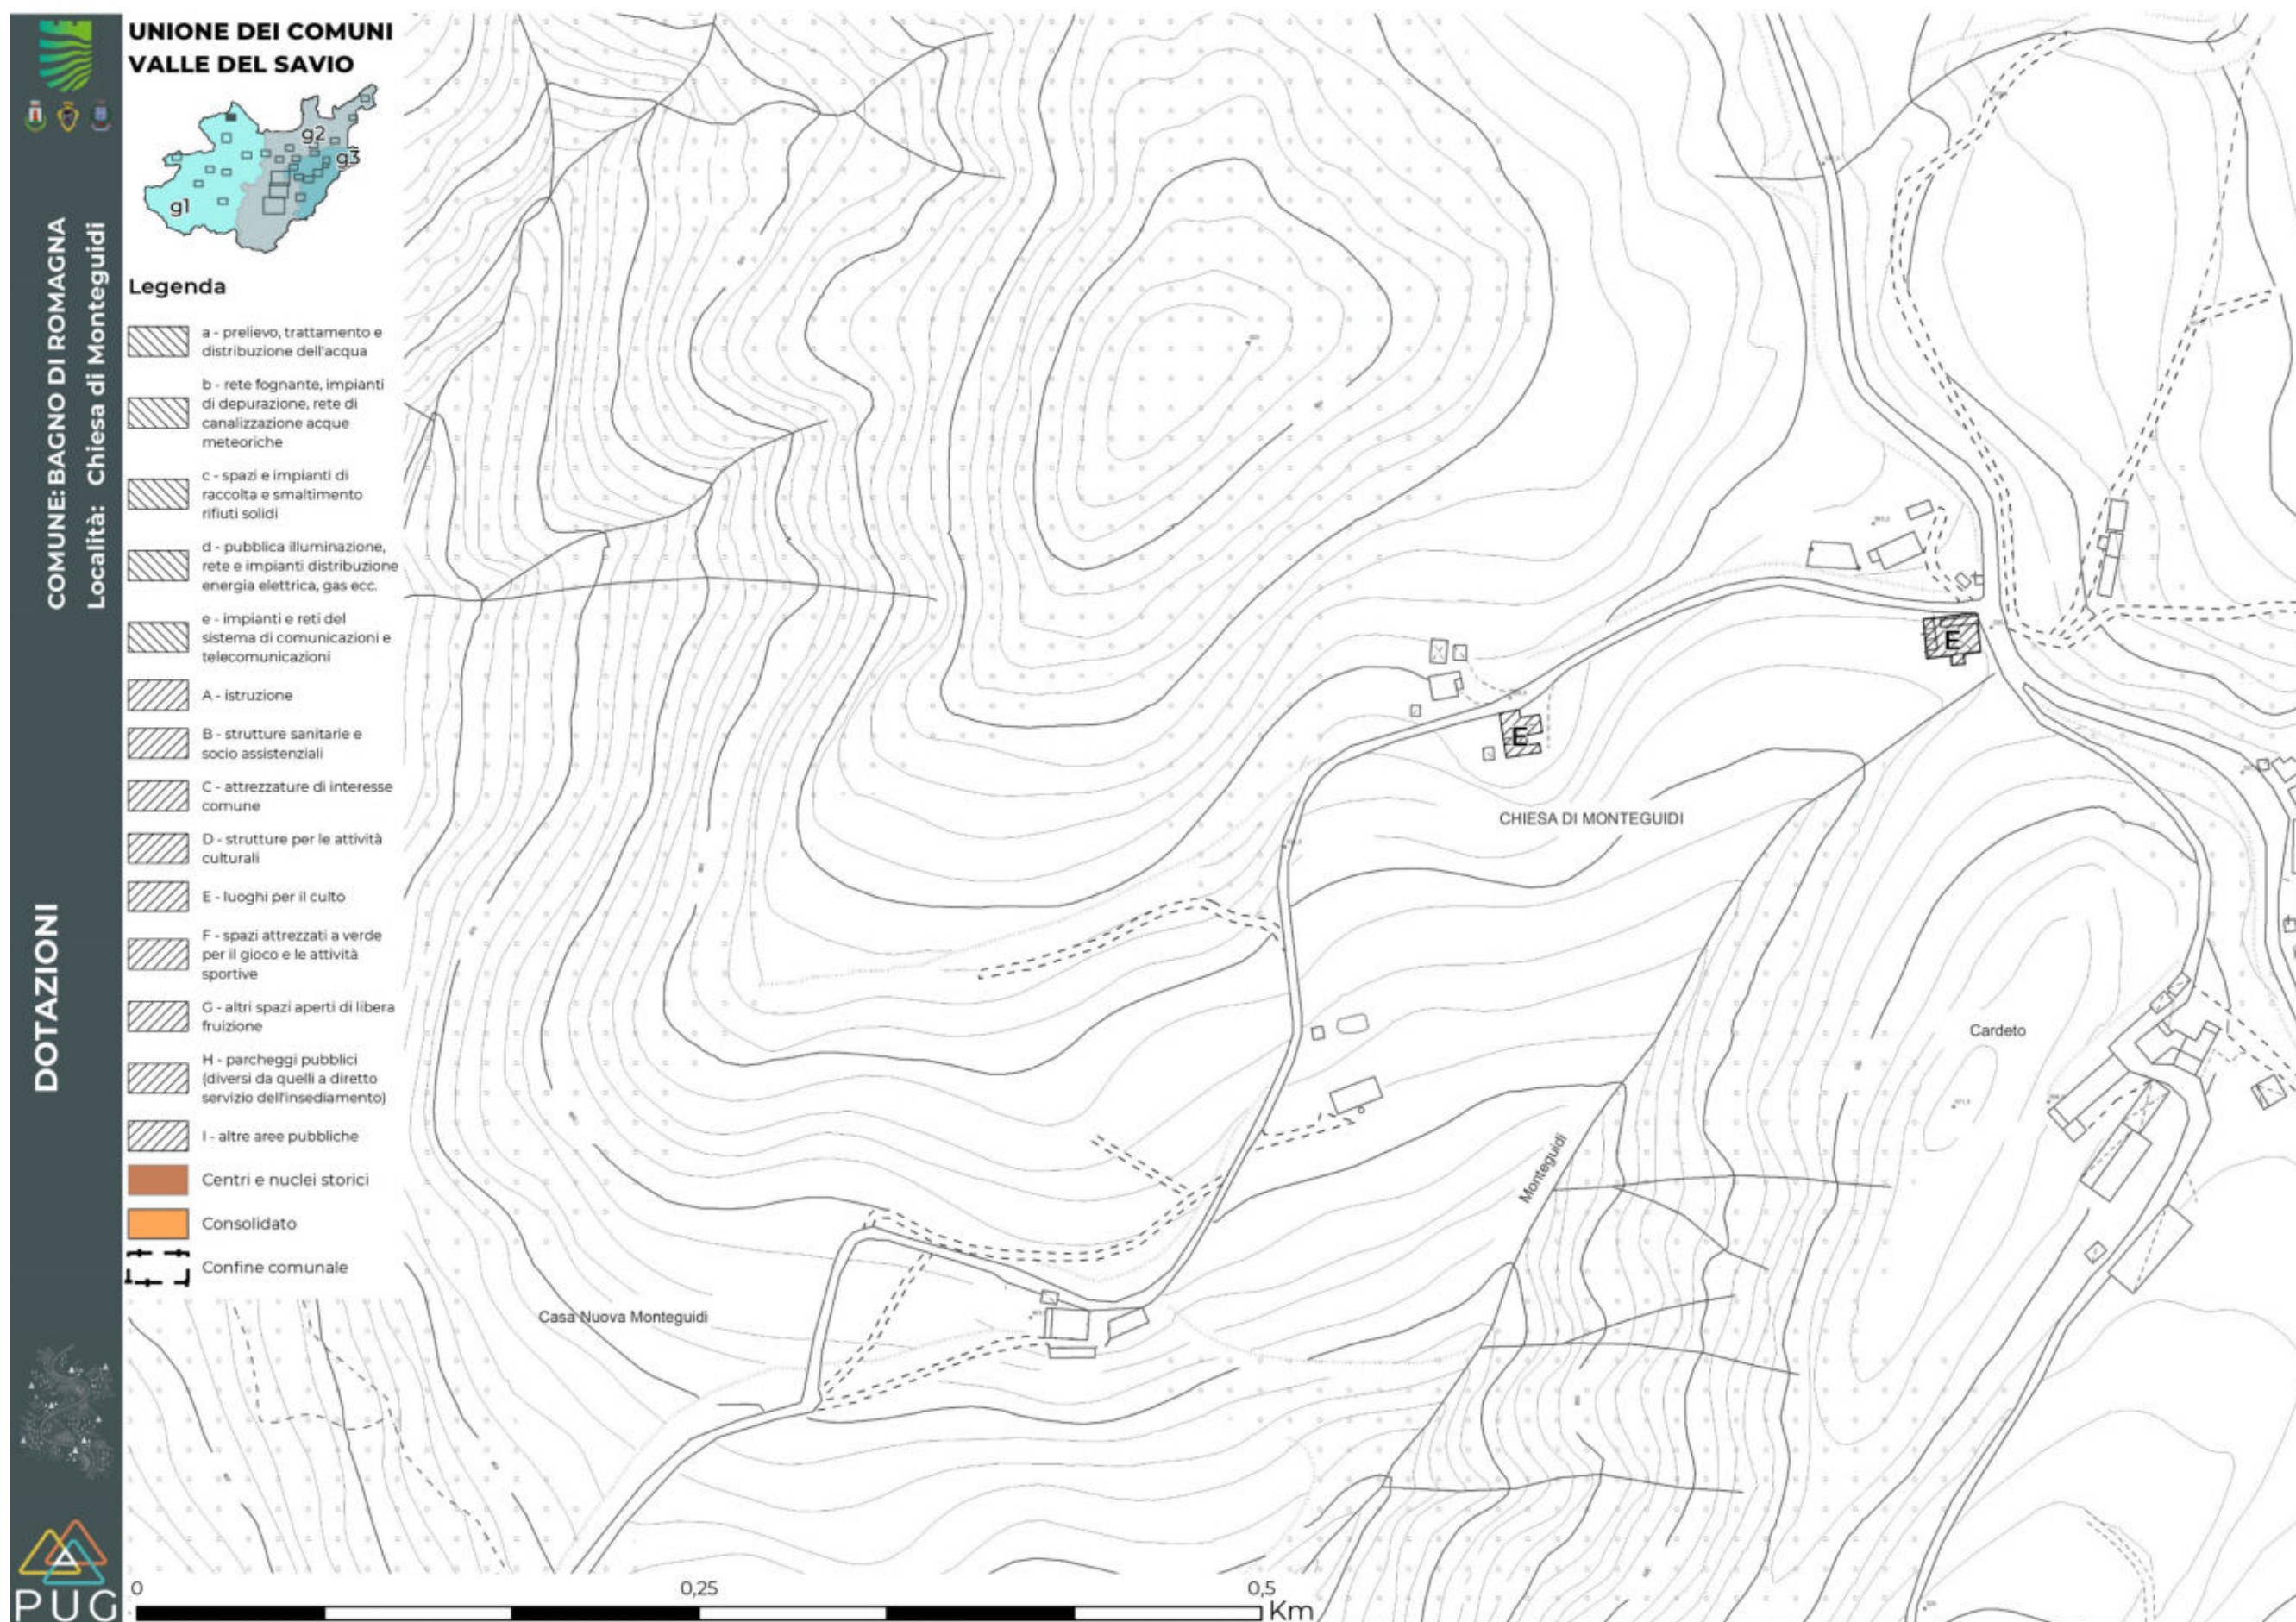 UNIONE DEI COMUNI
VALLE DEL SAVIO
g1
g2
g3
COMUNE: BAGNO DI ROMAGNA
Località: Chiesa di Monteguidi
DOTAZIONI
Legenda
a - prelievo, trattamento e
distribuzione dell'acqua
b - rete fognante, impianti
di depurazione, rete di
canalizzazione acque
meteoriche
c - spazi e impianti di
raccolta e smaltimento
rifiuti solidi
d - pubblica illuminazione,
rete e impianti distribuzione
energia elettrica, gas ecc.
e - impianti e reti del
sistema di comunicazioni e
telecomunicazioni
A - istruzione
B - strutture sanitarie e
socio assistenziali
C - attrezzature di interesse
comune
D - strutture per le attività
culturali
E - luoghi per il culto
F - spazi attrezzati a verde
per il gioco e le attività
sportive
G - altri spazi aperti di libera
fruizione
H - parcheggi pubblici
(diversi da quelli a diretto
servizio dell'insediamento)
I - altre aree pubbliche
Centri e nuclei storici
Consolidato
Confine comunale
E
E
CHIESA DI MONTEGUIDI
Cardeto
Monteguidi
Casa Nuova Monteguidi
PUG
0
0,25
0,5
Km